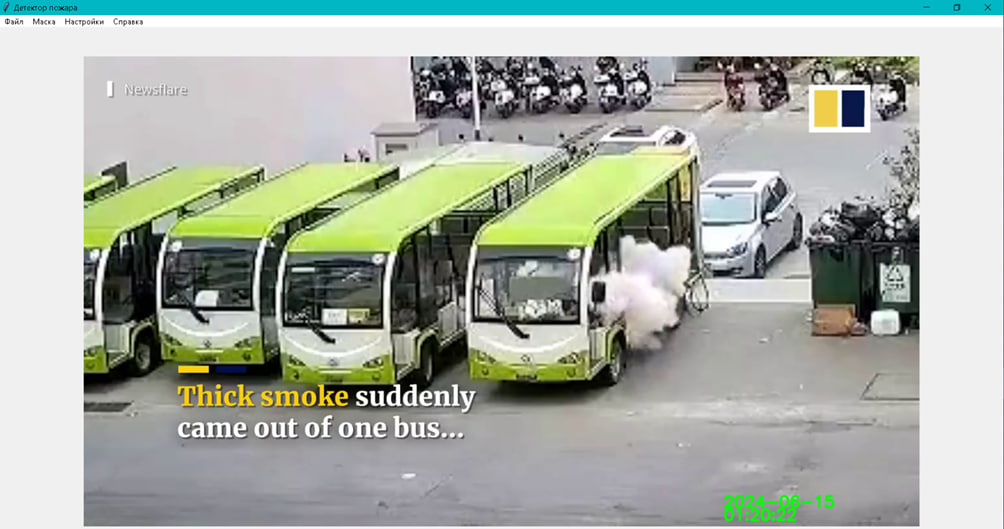 Детектор пожара
Файл Маска Настройки Справка
Newsflare
Thick smoke suddenly
came out of one bus...
2024-06-15
01:20:22